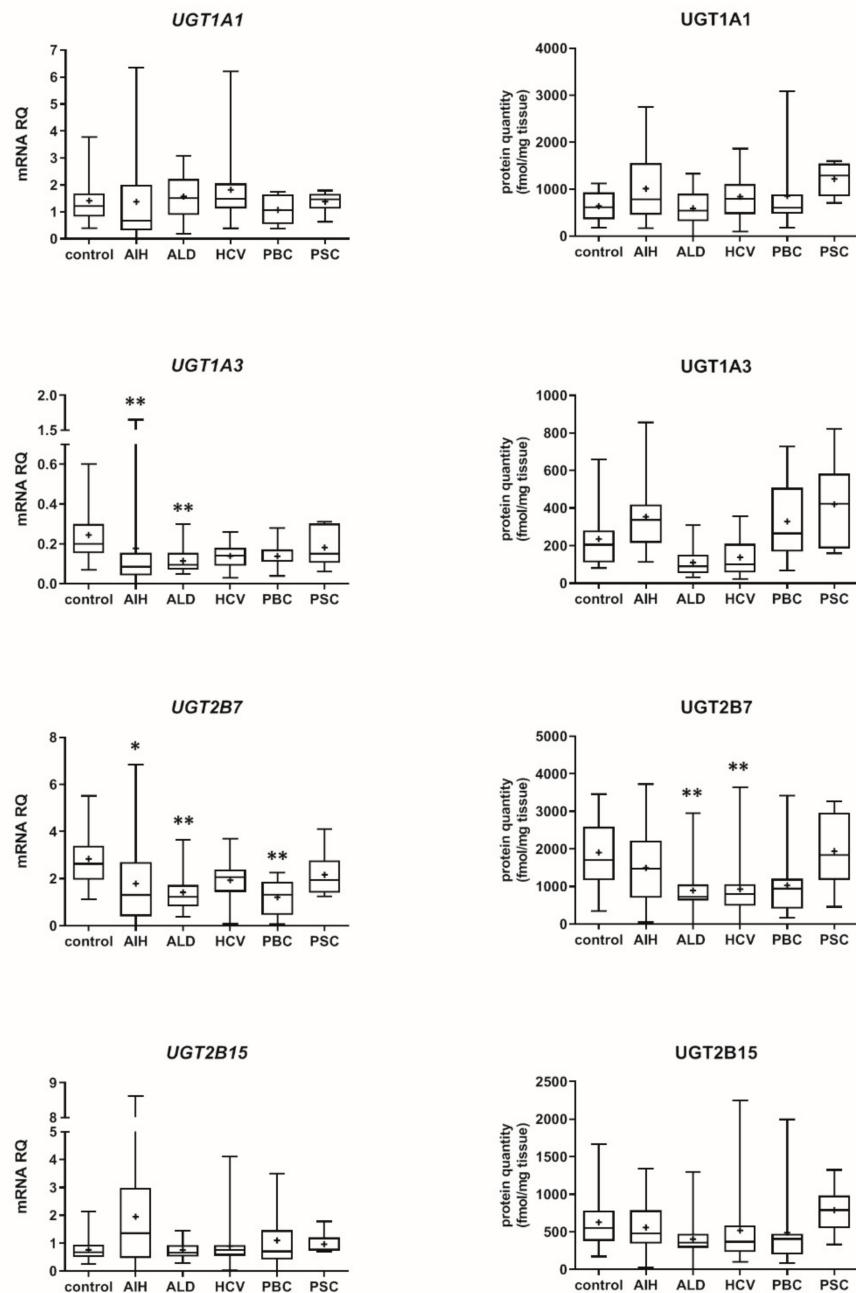 UGT1A1
mRNA RQ
7
6
5
4
3
2
1
0
control AIH ALD HCV PBC PSC
UGT1A1
protein quantity
(fmol/mg tissue)
4000
3000
2000
1000
0
control AIH ALD HCV PBC PSC
UGT1A3
mRNA RQ
2.0
1.5
0.6
0.4
0.2
0.0
**
**
control AIH ALD HCV PBC PSC
UGT1A3
protein quantity
(fmol/mg tissue)
1000
800
600
400
200
0
control AIH ALD HCV PBC PSC
UGT2B7
mRNA RQ
8
6
4
2
0
*
**
**
control AIH ALD HCV PBC PSC
UGT2B7
protein quantity
(fmol/mg tissue)
5000
4000
3000
2000
1000
0
**
**
control AIH ALD HCV PBC PSC
UGT2B15
mRNA RQ
9
8
5
4
3
2
1
0
control AIH ALD HCV PBC PSC
UGT2B15
protein quantity
(fmol/mg tissue)
2500
2000
1500
1000
500
0
control AIH ALD HCV PBC PSC